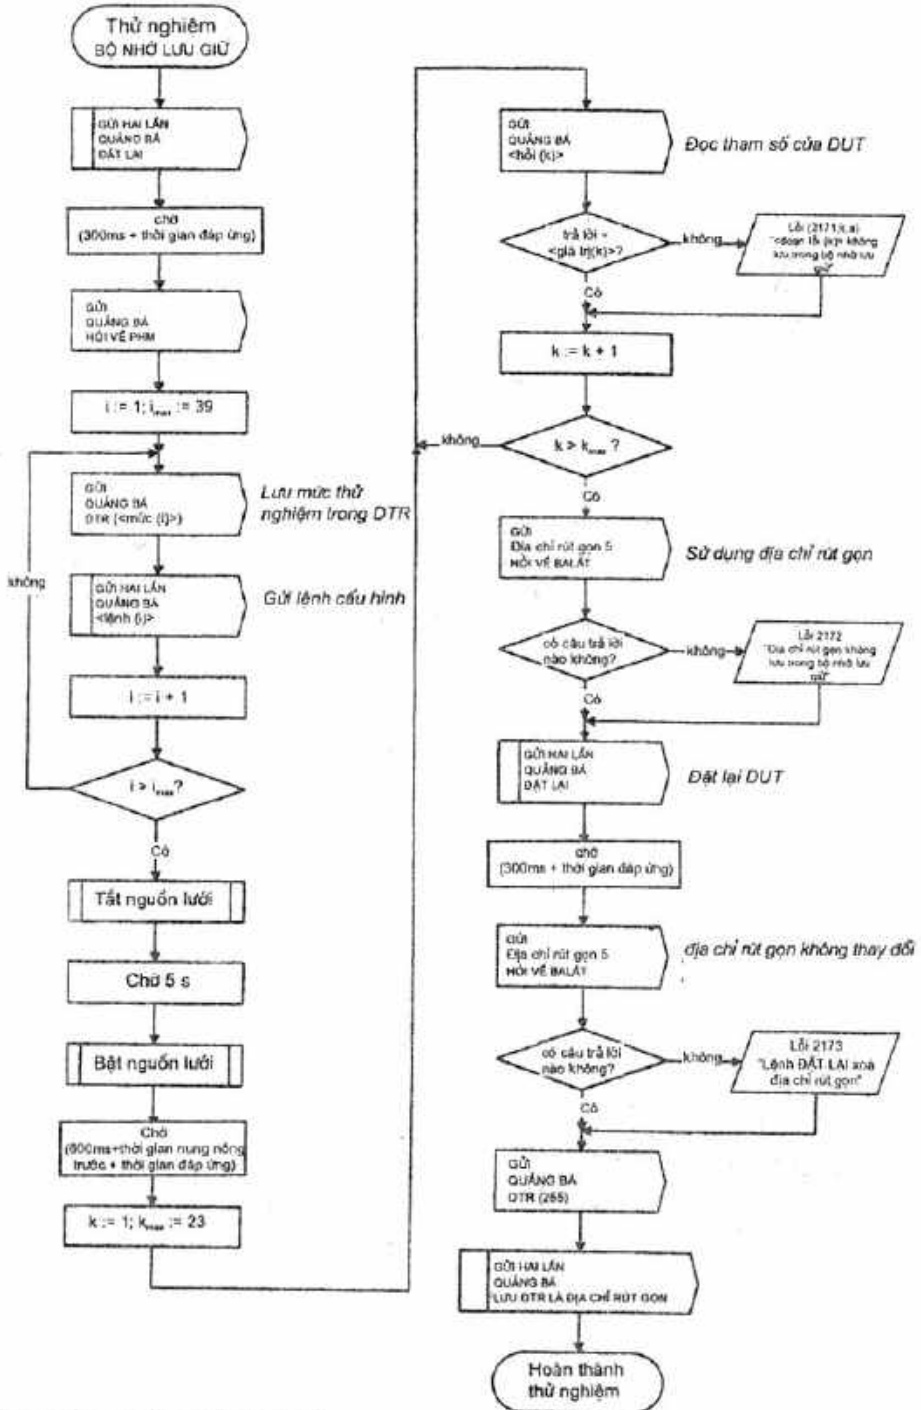 Thử nghiệm
BỘ NHỚ LƯU GIỮ
GỬI HAI LẦN
QUẢNG BÁ
ĐẶT LẠI
chờ
(300ms + thời gian đáp ứng)
GỬI
QUẢNG BÁ
HỎI VỀ PHM
i := 1; imax := 39
GỬI
QUẢNG BÁ
DTR (<mức (i)>)
Lưu mức thử
nghiệm trong DTR
không
GỬI HAI LẦN
QUẢNG BÁ
<lệnh (i)>
Gửi lệnh cấu hình
i := i + 1
i > imax?
Có
Tắt nguồn lưới
Chờ 5 s
Bật nguồn lưới
Chờ
(600ms+thời gian nung nóng
trước + thời gian đáp ứng)
k := 1; kmax := 23
GỬI
QUẢNG BÁ
<hỏi (k)>
Đọc tham số của DUT
trả lời =
<giá trị(k)>?
không
Lỗi
không
lưu trong bộ nhớ lưu
Có
k := k + 1
k > kmax ?
không
Có
GỬI
Địa chỉ rút gọn 5
HỎI VỀ BALÁT
Sử dụng địa chỉ rút gọn
có câu trả lời
nào không?
không
Lỗi 2172
"Địa chỉ rút gọn không
lưu trong bộ nhớ lưu
giữ"
Có
GỬI HAI LẦN
QUẢNG BÁ
ĐẶT LẠI
Đặt lại DUT
chờ
(300ms + thời gian đáp ứng)
GỬI
Địa chỉ rút gọn 5
HỎI VỀ BALÁT
địa chỉ rút gọn không thay đổi
có câu trả lời
nào không?
không
Lỗi 2173
"Lệnh ĐẶT LẠI xoá
địa chỉ rút gọn"
Có
GỬI
QUẢNG BÁ
DTR (255)
GỬI HAI LẦN
QUẢNG BÁ
LƯU DTR LÀ ĐỊA CHỈ RÚT GỌN
Hoàn thành
thử nghiệm